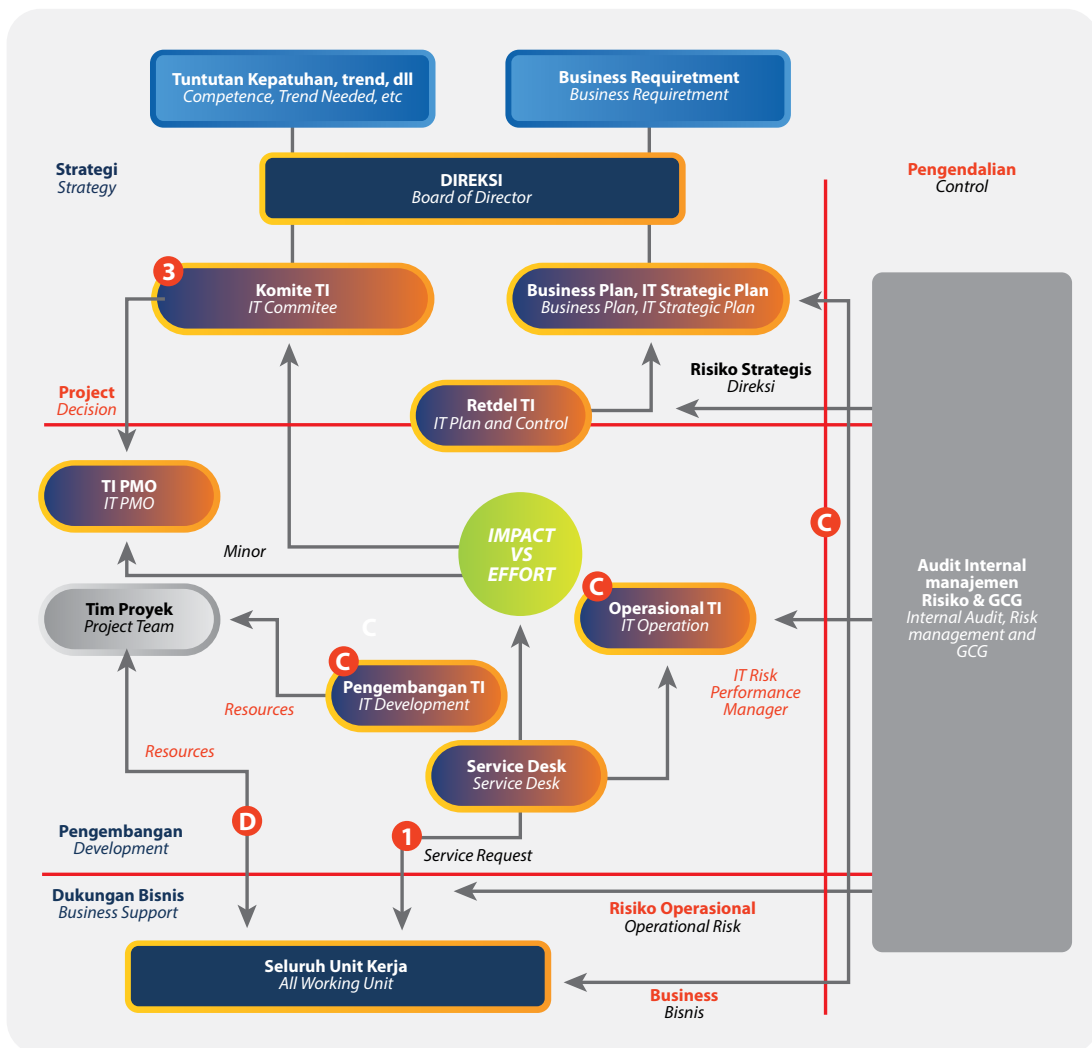 Tuntutan Kepatuhan, trend, dll
Competence, Trend Needed, etc
Business Requiretment
Business Requiretment
Strategi
Strategy
DIREKSI
Board of Director
Pengendalian
Control
3
Komite TI
IT Commitee
Business Plan, IT Strategic Plan
Business Plan, IT Strategic Plan
Risiko Strategis
Direksi
Project
Decision
Retdel TI
IT Plan and Control
TI PMO
IT PMO
C
Minor
IMPACT
VS
EFFORT
Audit Internal
manajemen
Risiko & GCG
Internal Audit, Risk
management and
GCG
Tim Proyek
Project Team
C
C
Operasional TI
IT Operation
C
Pengembangan TI
IT Development
Resources
IT Risk
Performance
Manager
Resources
Service Desk
Service Desk
D
1
Service Request
Pengembangan
Development
Dukungan Bisnis
Business Support
Risiko Operasional
Operational Risk
Seluruh Unit Kerja
All Working Unit
Business
Bisnis